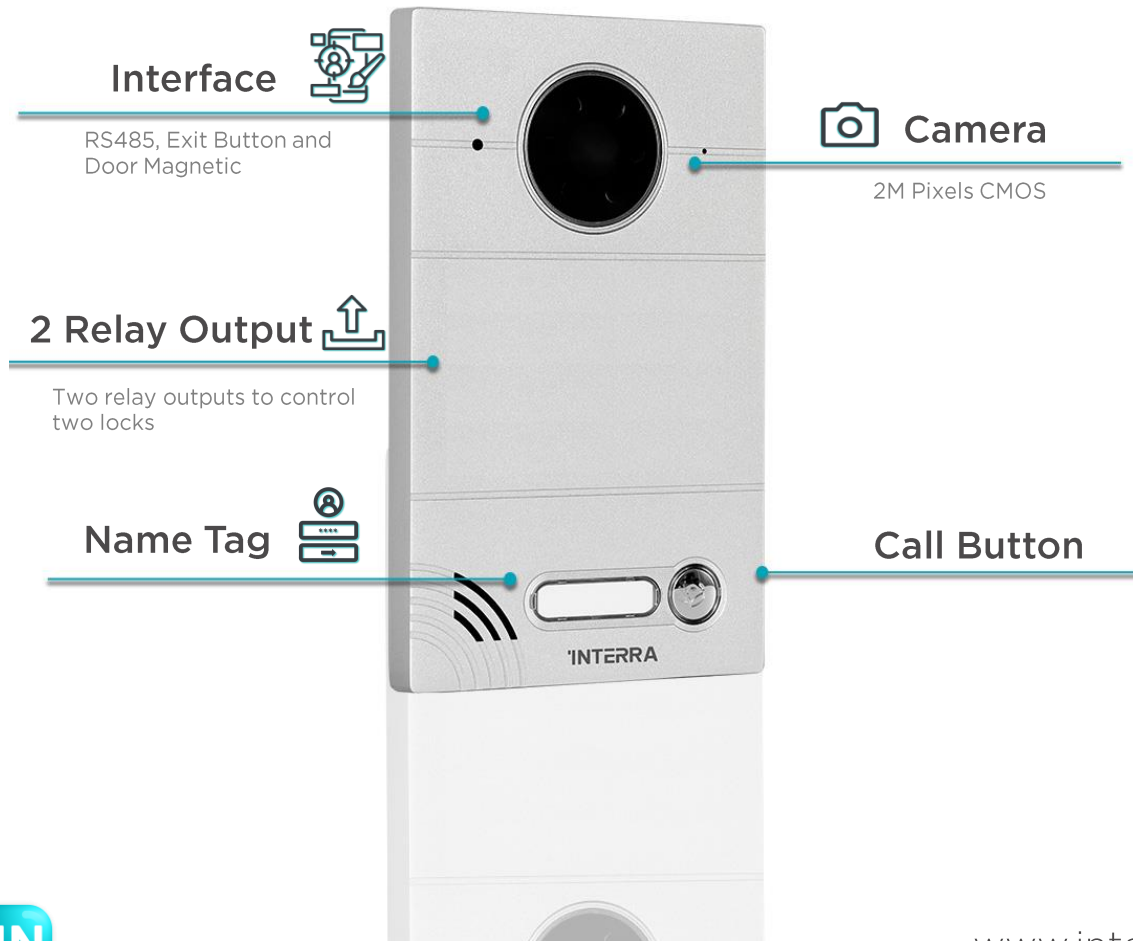 Interface
RS485, Exit Button and
Door Magnetic
Camera
2M Pixels CMOS
2 Relay Output
Two relay outputs to control
two locks
Name Tag
Call Button
INTERRA
IN